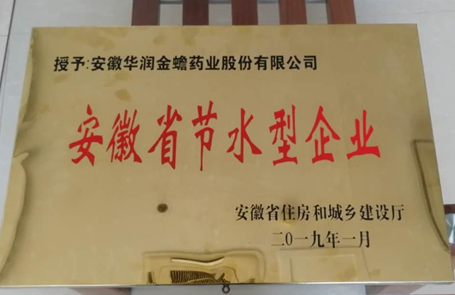 授予:安徽华润金蟾药业股份有限公司
安徽省节水型企业
安徽省住房和城乡建设厅
二〇一九年一月